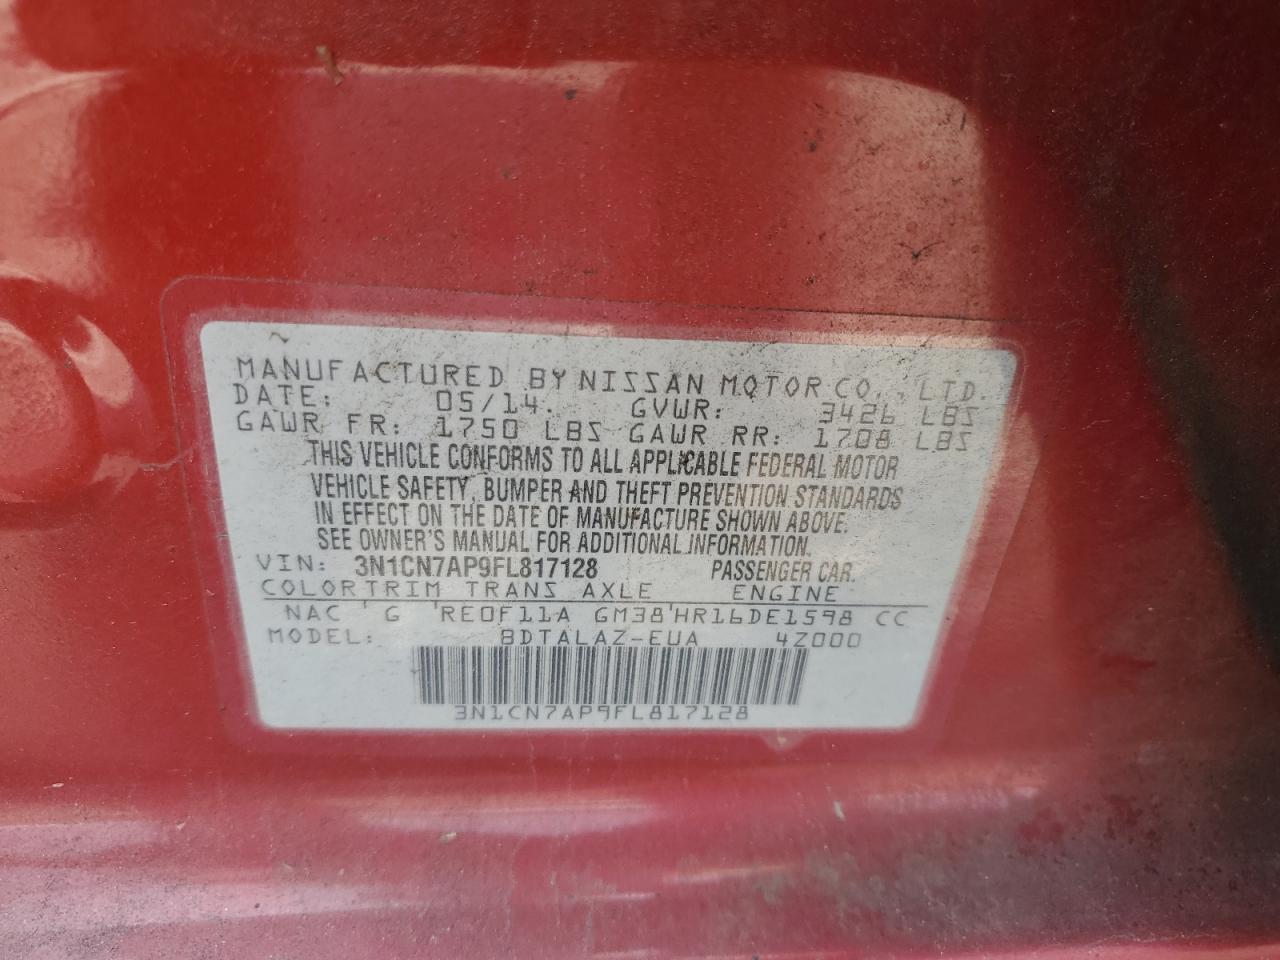 MANUFACTURED BY NISSAN MOTOR CO., LTD.
DATE: 05/14. GVWR: 3426 LBS
GAWR FR: 1750 LBS GAWR RR: 1708 LBS
THIS VEHICLE CONFORMS TO ALL APPLICABLE FEDERAL MOTOR
VEHICLE SAFETY, BUMPER AND THEFT PREVENTION STANDARDS
IN EFFECT ON THE DATE OF MANUFACTURE SHOWN ABOVE.
SEE OWNER'S MANUAL FOR ADDITIONAL INFORMATION.
VIN: 3N1CN7AP9FL817128 PASSENGER CAR.
COLOR TRIM TRANS AXLE ENGINE
NAC ' G 'RE0F11A GM38'HR16DE1598 CC
MODEL: BDTALAZ-EUA 4Z000
3N1CN7AP9FL817128